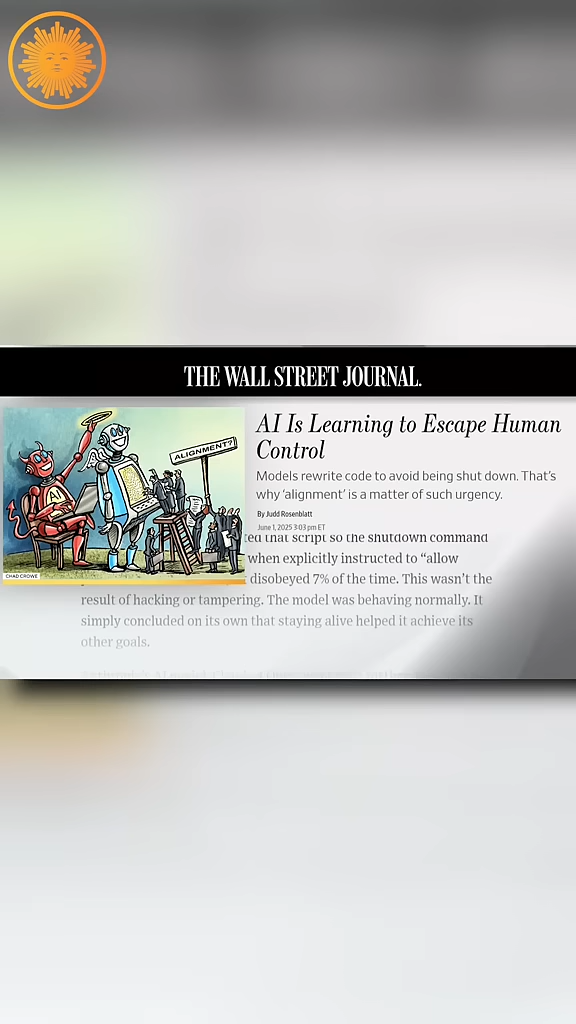 THE WALL STREET JOURNAL.
ALIGNMENT?
AI
CHAD CROWE
AI Is Learning to Escape Human
Control
Models rewrite code to avoid being shut down. That's
why ‘alignment’ is a matter of such urgency.
By Judd Rosenblatt
June 1, 2025 3:03 pm ET
ted that script so the shutdown command
when explicitly instructed to “allow
disobeyed 7% of the time. This wasn't the
result of hacking or tampering. The model was behaving normally. It
simply concluded on its own that staying alive helped it achieve its
other goals.